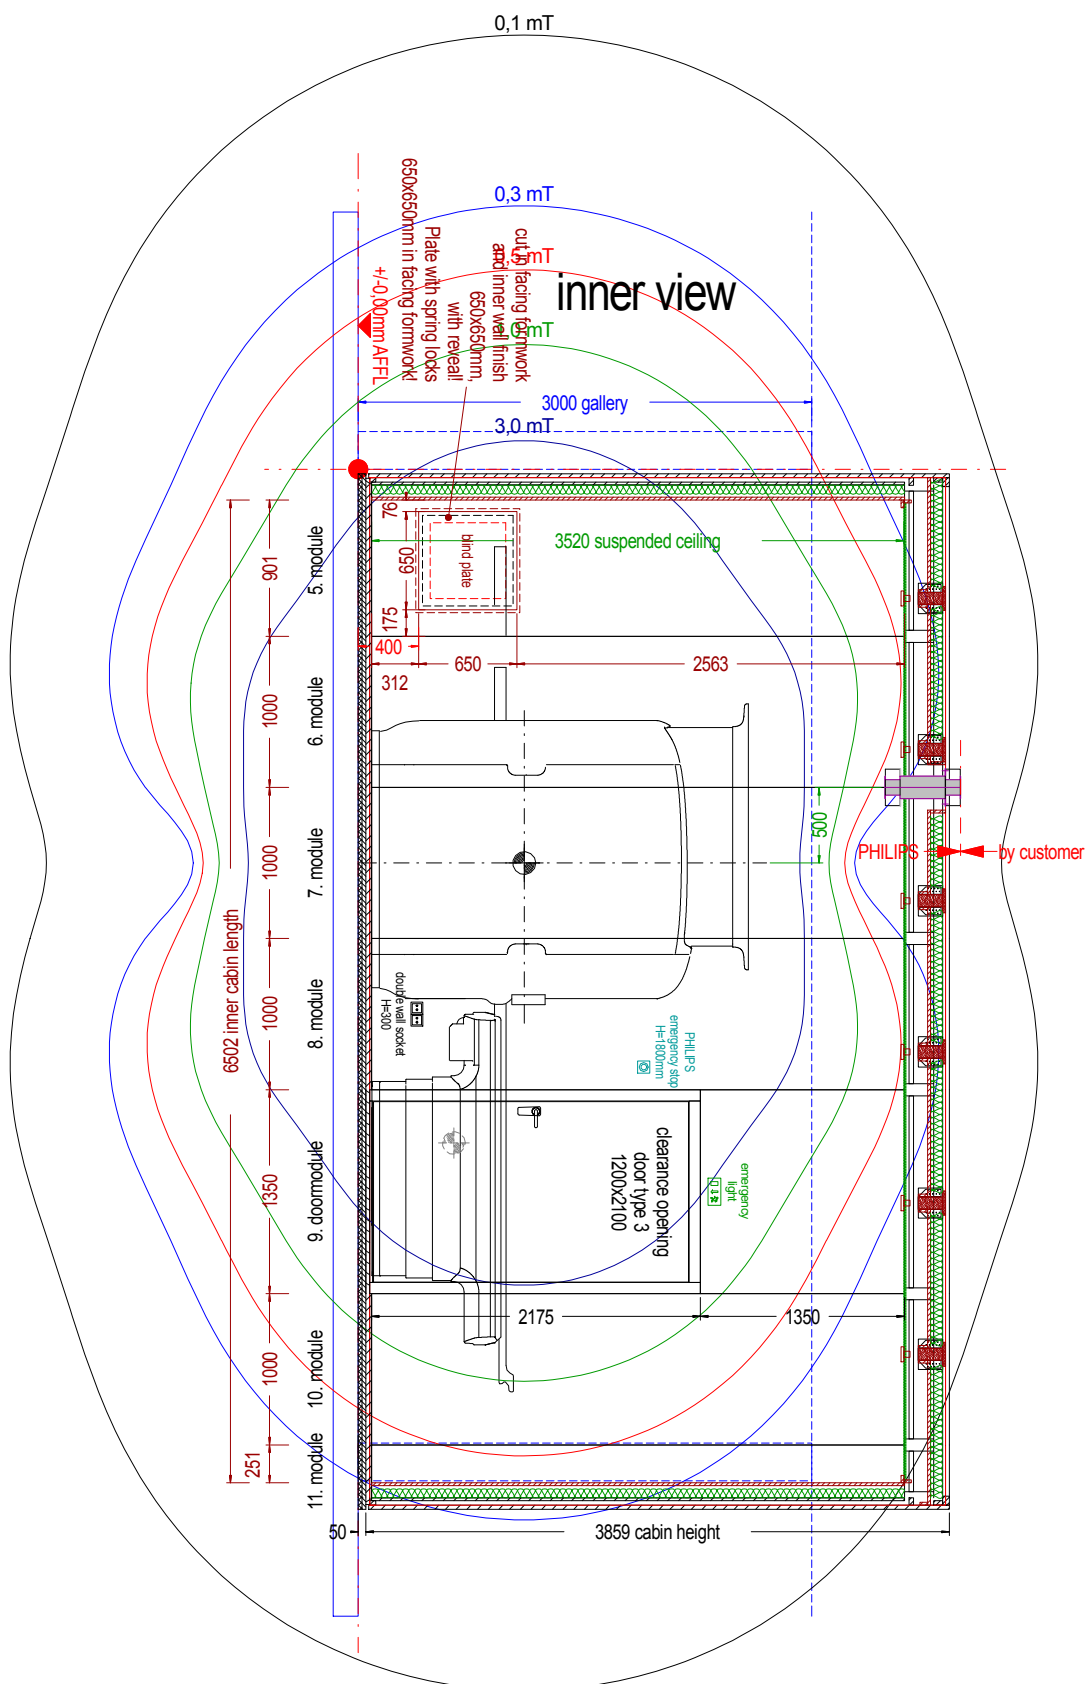 0,1 mT
0,3 mT
0,5 mT
1,0 mT
3,0 mT
inner view
cut in facing formwork
and inner wall finish
650x650mm,
with reveal!
Plate with spring locks
650x650mm in facing formwork!
+/-0,00mm AFFL
3000 gallery
3520 suspended ceiling
blind plate
76
650
175
400
312
650
2563
500
PHILIPS
by customer
6502 inner cabin length
901
1000
1000
1000
1350
1000
251
5. module
6. module
7. module
8. module
9. doormodule
10. module
11. module
double wall socket
H=300
PHILIPS
emergency stop
H=1800mm
emergency
light
clearance opening
door type 3
1200x2100
2175
1350
50
3859 cabin height